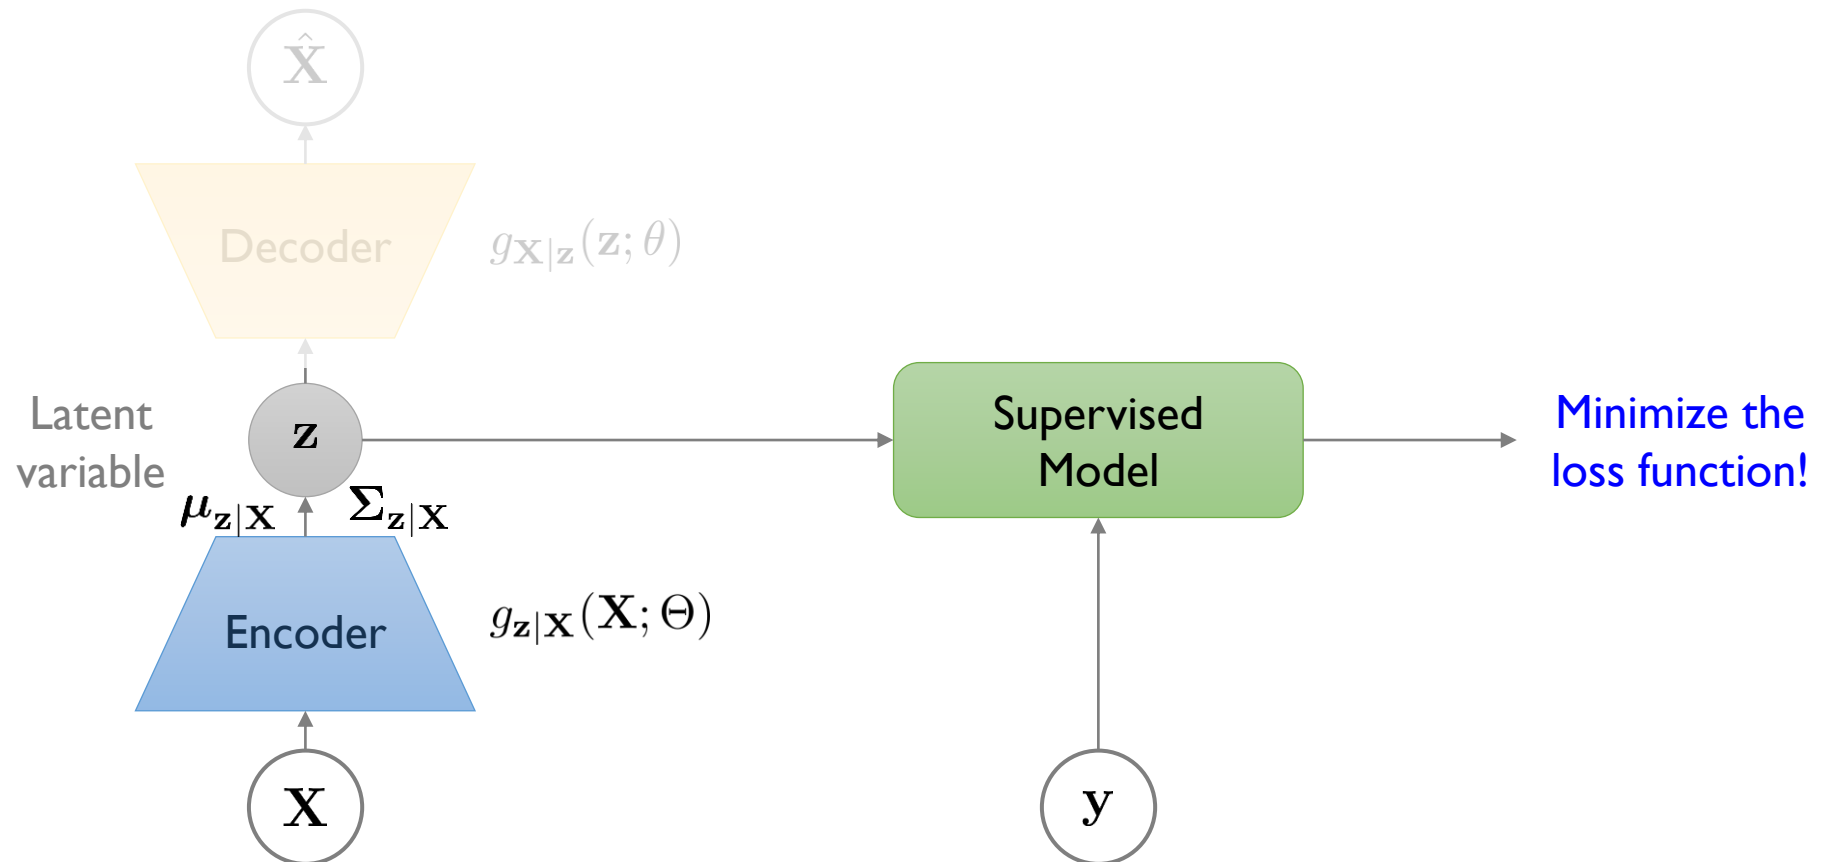 X̂
Decoder
g_{X|z}(z; θ)
Latent
variable
z
μ_{z|X}
Σ_{z|X}
Encoder
g_{z|X}(X; Θ)
X
Supervised
Model
y
Minimize the
loss function!